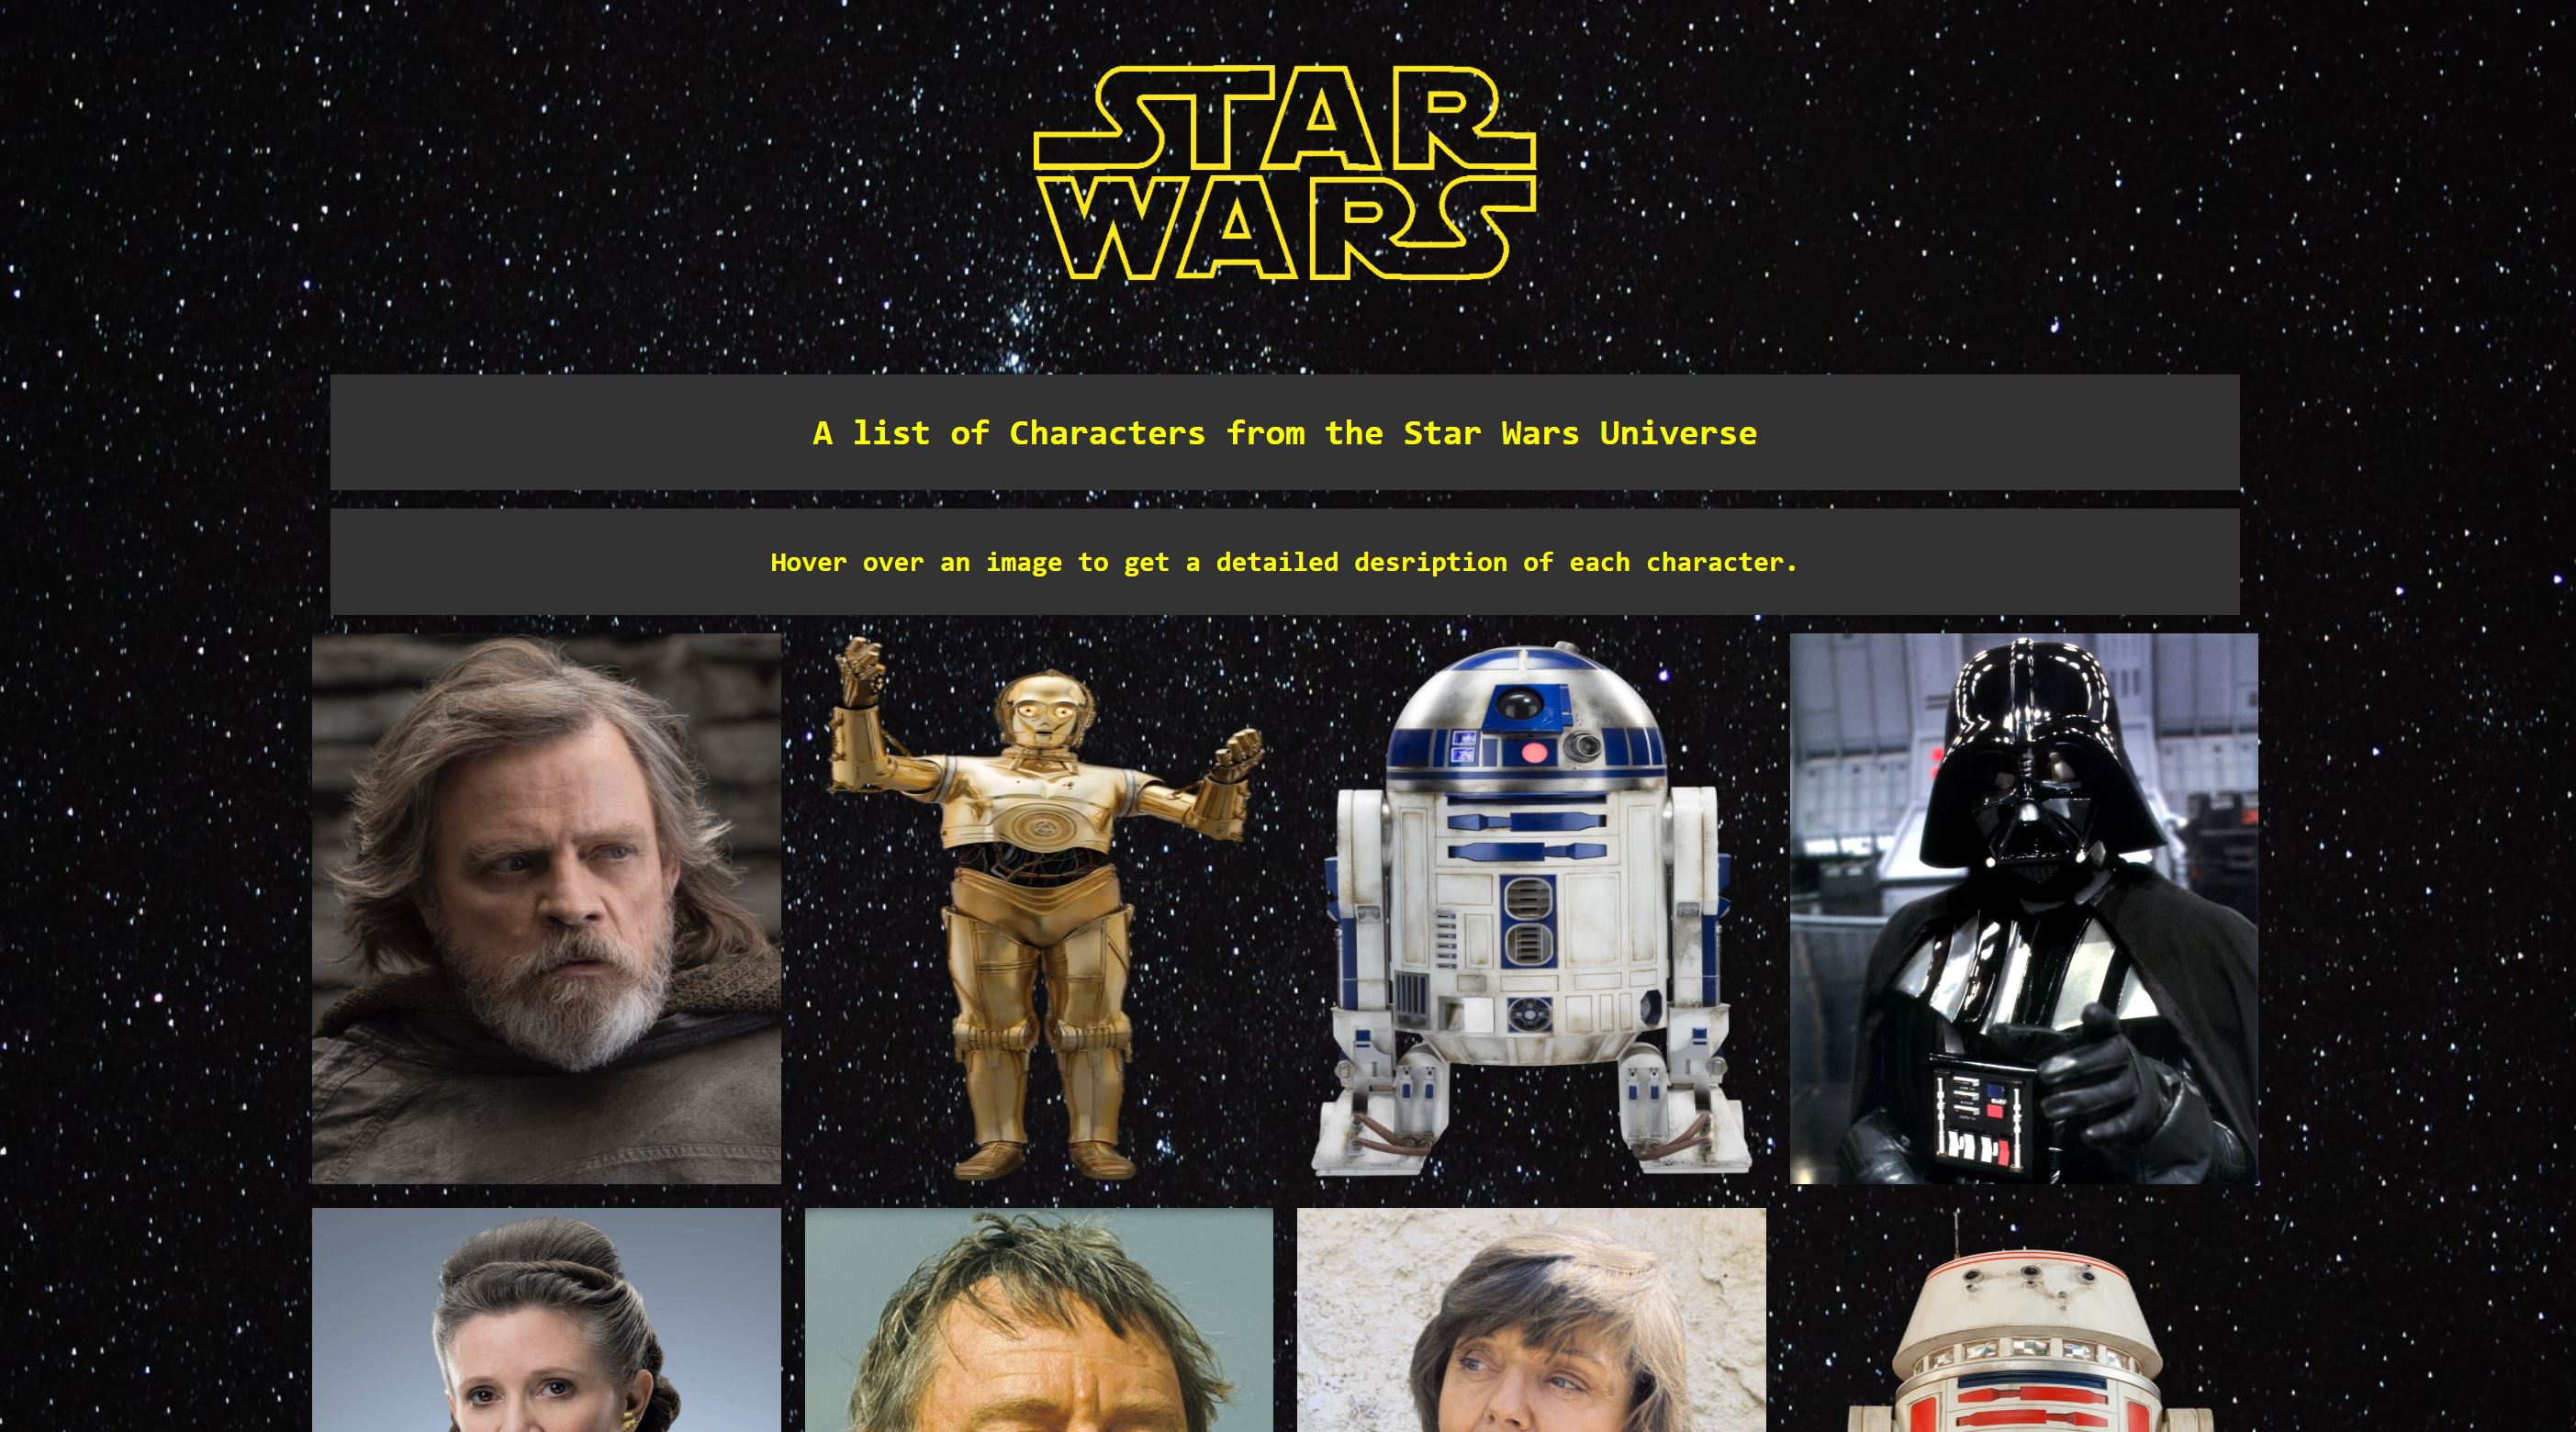 STAR
WARS
A list of Characters from the Star Wars Universe
Hover over an image to get a detailed desription of each character.